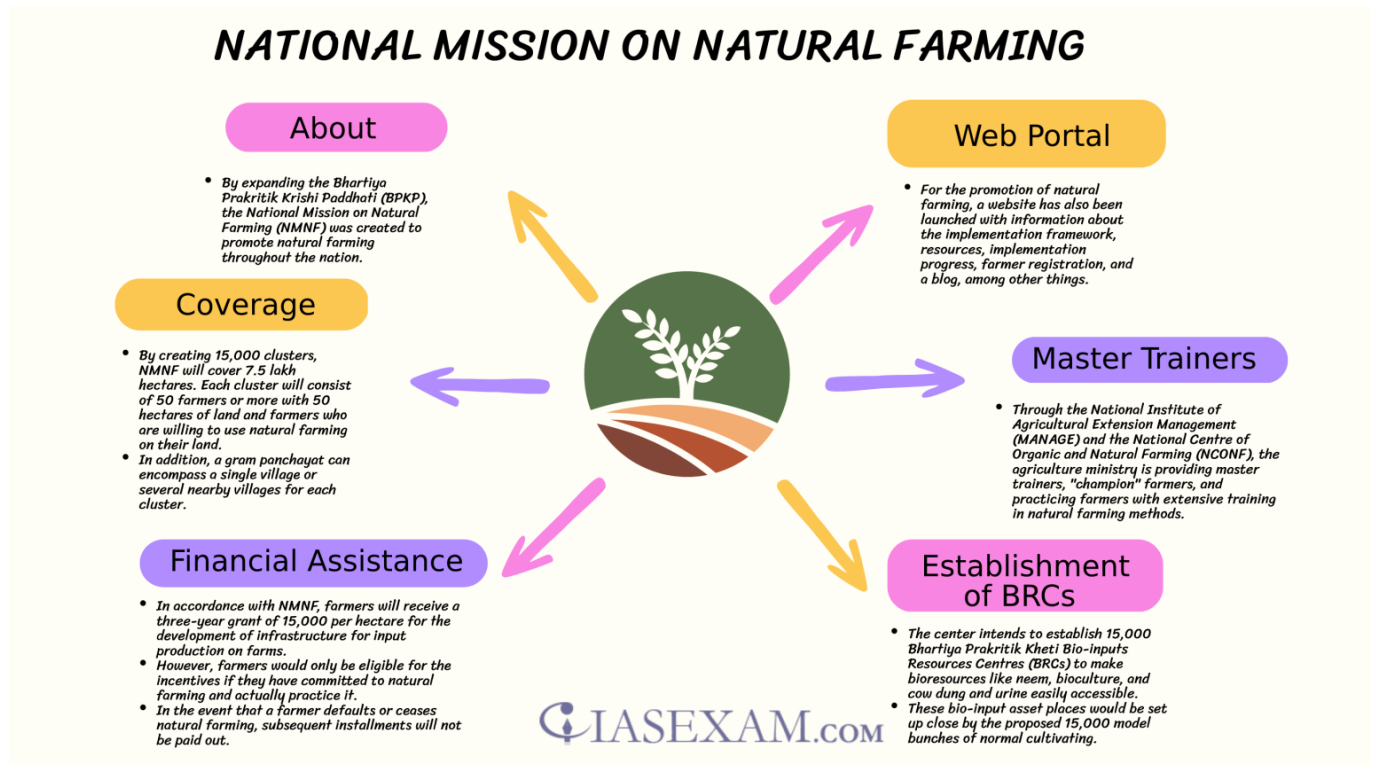 NATIONAL MISSION ON NATURAL FARMING
About
• By expanding the Bhartiya
Prakritik Krishi Paddhati (BPKP),
the National Mission on Natural
Farming (NMNF) was created to
promote natural farming
throughout the nation.
Coverage
• By creating 15,000 clusters,
NMNF will cover 7.5 lakh
hectares. Each cluster will consist
of 50 farmers or more with 50
hectares of land and farmers who
are willing to use natural farming
on their land.
• In addition, a gram panchayat can
encompass a single village or
several nearby villages for each
cluster.
Financial Assistance
• In accordance with NMNF, farmers will receive a
three-year grant of 15,000 per hectare for the
development of infrastructure for input
production on farms.
• However, farmers would only be eligible for the
incentives if they have committed to natural
farming and actually practice it.
• In the event that a farmer defaults or ceases
natural farming, subsequent installments will not
be paid out.
Web Portal
• For the promotion of natural
farming, a website has also been
launched with information about
the implementation framework,
resources, implementation
progress, farmer registration, and
a blog, among other things.
Master Trainers
• Through the National Institute of
Agricultural Extension Management
(MANAGE) and the National Centre of
Organic and Natural Farming (NCONF), the
agriculture ministry is providing master
trainers, "champion" farmers, and
practicing farmers with extensive training
in natural farming methods.
Establishment
of BRCs
• The center intends to establish 15,000
Bhartiya Prakritik Kheti Bio-inputs
Resources Centres (BRCs) to make
bioresources like neem, bioculture, and
cow dung and urine easily accessible.
• These bio-input asset places would be set
up close by the proposed 15,000 model
bunches of normal cultivating.
IASEXAM.COM